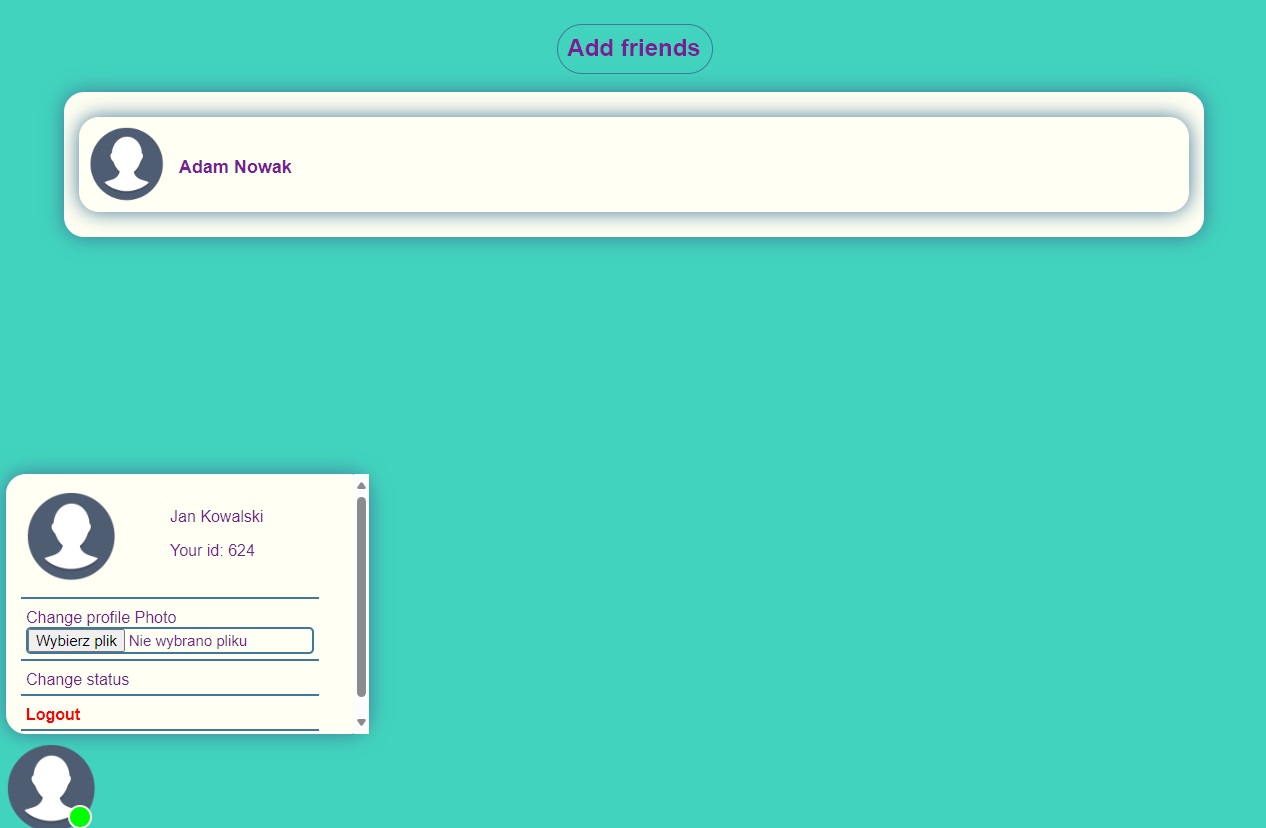 Add friends
Adam Nowak
Jan Kowalski
Your id: 624
Change profile Photo
Wybierz plik Nie wybrano pliku
Change status
Logout